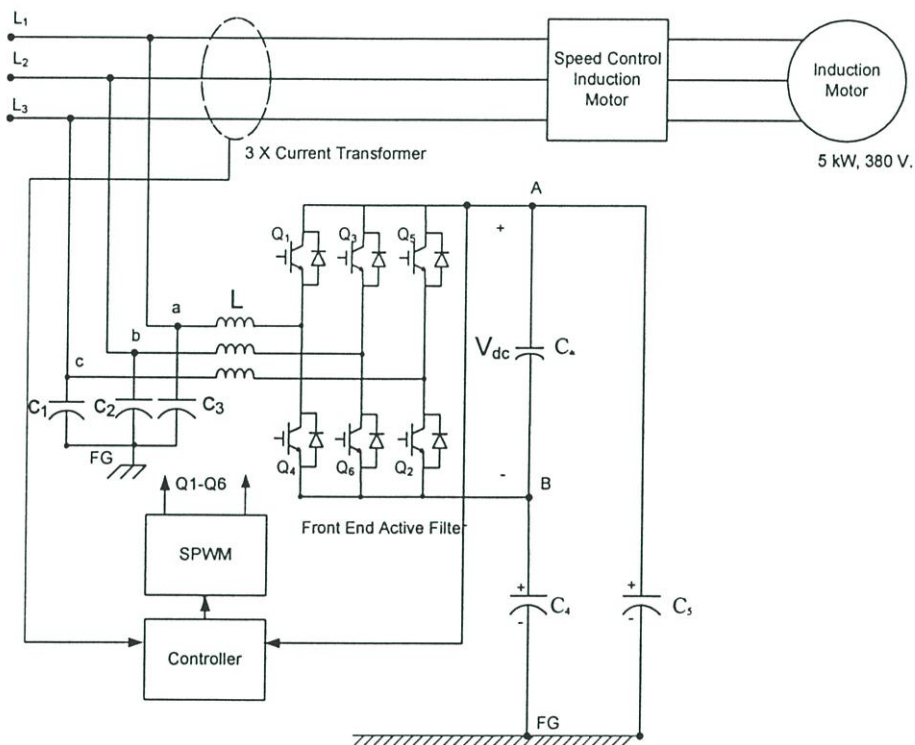 L1
L2
L3
Speed Control
Induction
Motor
Induction
Motor
3 X Current Transformer
5 kW, 380 V.
A
+
Q1
Q3
Q5
L
a
b
c
Vdc
C1
C2
C3
Q4
Q6
Q2
-
B
FG
Q1-Q6
Front End Active Filter
SPWM
+
C4
-
+
C5
-
Controller
FG